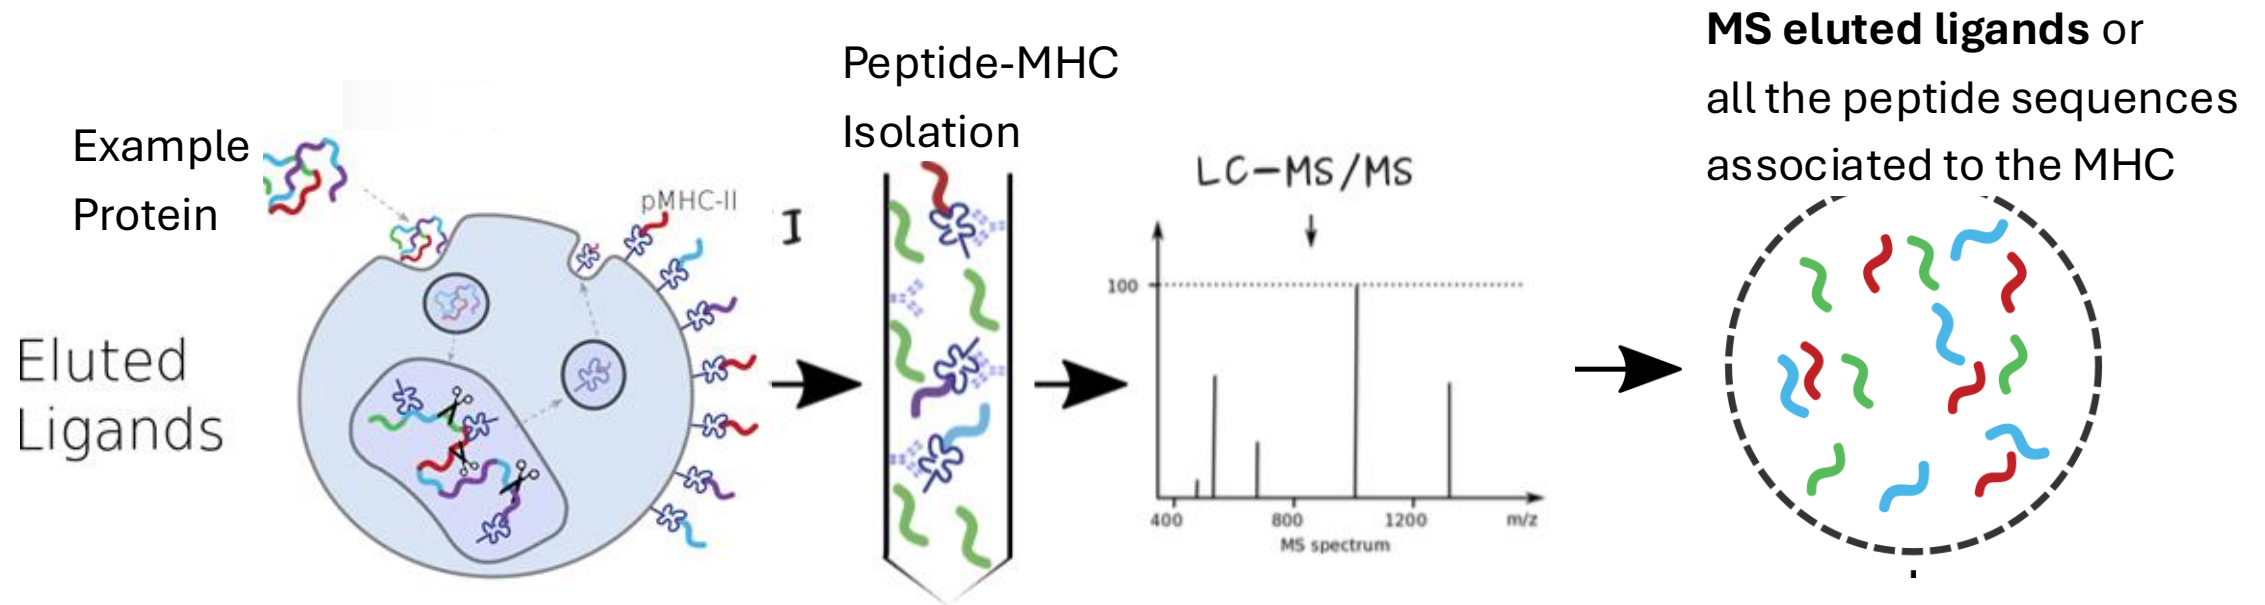 Example
Protein
Eluted
Ligands
pMHC-II
I
Peptide-MHC
Isolation
LC-MS/MS
100
400 800 1200 m/z
MS spectrum
MS eluted ligands or
all the peptide sequences
associated to the MHC